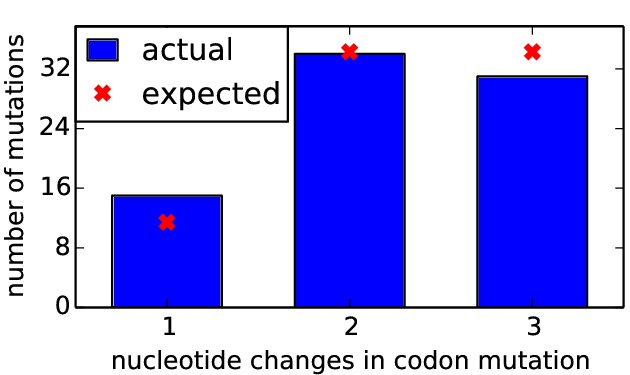 actual
expected
number of mutations
32
24
16
8
0
1 2 3
nucleotide changes in codon mutation